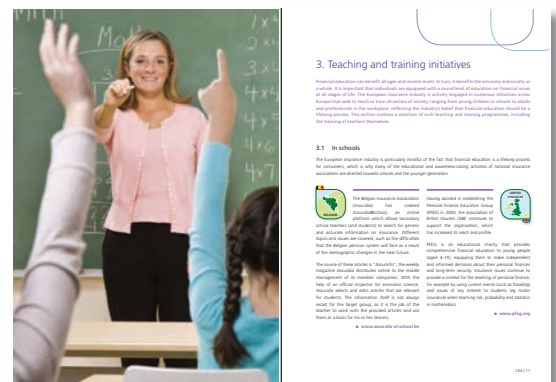 Math
1×
2×
3×
4×
4×6
4×7
3. Teaching and training initiatives
Financial education can benefit all ages and income levels. In turn, it benefits the economy and society as
a whole. It is important that individuals are equipped with a sound level of education on financial issues
at all stages of life. The European insurance industry is actively engaged in numerous initiatives across
Europe that seek to teach or train all sectors of society, ranging from young children in schools to adults
and professionals in the workplace, reflecting the industry's belief that financial education should be a
lifelong process. This section outlines a selection of such teaching and training programmes, including
the training of teachers themselves.
3.1 In schools
The European insurance industry is particularly mindful of the fact that financial education is a lifelong process
for consumers, which is why many of the educational and awareness-raising activities of national insurance
associations are directed towards schools and the younger generation:
BELGIUM
The Belgian Insurance Association
(Assuralia) has created
Assuralia@school, an online
platform which allows secondary
school teachers (and students) to search for generic
and accurate information on insurance. Different
topics and issues are covered, such as the difficulties
that the Belgian pension system will face as a result
of the demographic changes in the near future.
The source of these articles is "Assurinfo", the weekly
magazine Assuralia distributes online to the middle
management of its member companies. With the
help of an official inspector for economic science,
Assuralia selects and edits articles that are relevant
for students. The information itself is not always
recast for the target group, as it is the job of the
teacher to work with the provided articles and use
them as a basis for his or her lessons.
www.assuralia-at-school.be
UNITED
KINGDOM
Having assisted in establishing the
Personal Finance Education Group
(PFEG) in 2000, the Association of
British Insurers (ABI) continues to
support the organisation, which
has increased its reach and profile.
PFEG is an educational charity that provides
comprehensive financial education to young people
(aged 4–19), equipping them to make independent
and informed decisions about their personal finances
and long-term security. Insurance issues continue to
provide a context for the teaching of personal finance,
for example by using current events (such as flooding)
and issues of key interest to students (eg motor
insurance) when teaching risk, probability and statistics
in mathematics.
www.pfeg.org
CEA | 11